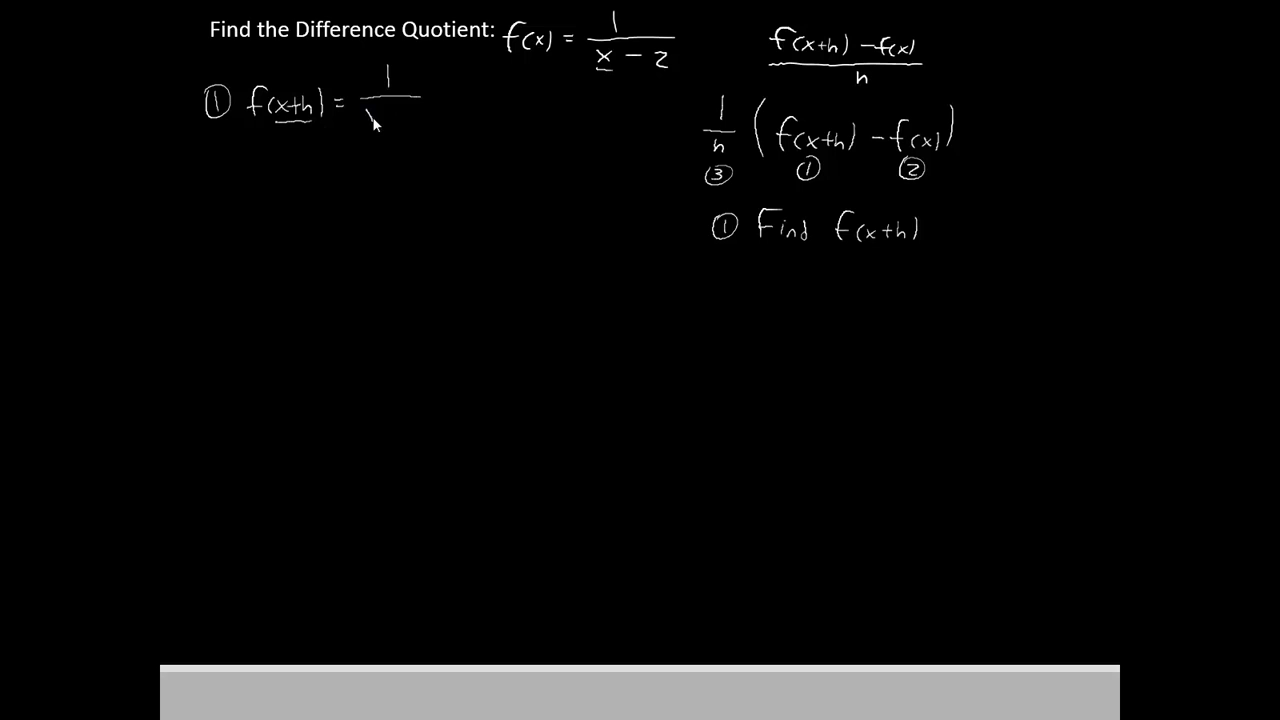 Find the Difference Quotient: f(x) = 1/(x - 2)
(f(x+h) - f(x))/h
① f(x+h) = 1/
1/h (f(x+h) - f(x))
③ ① ②
① Find f(x+h)